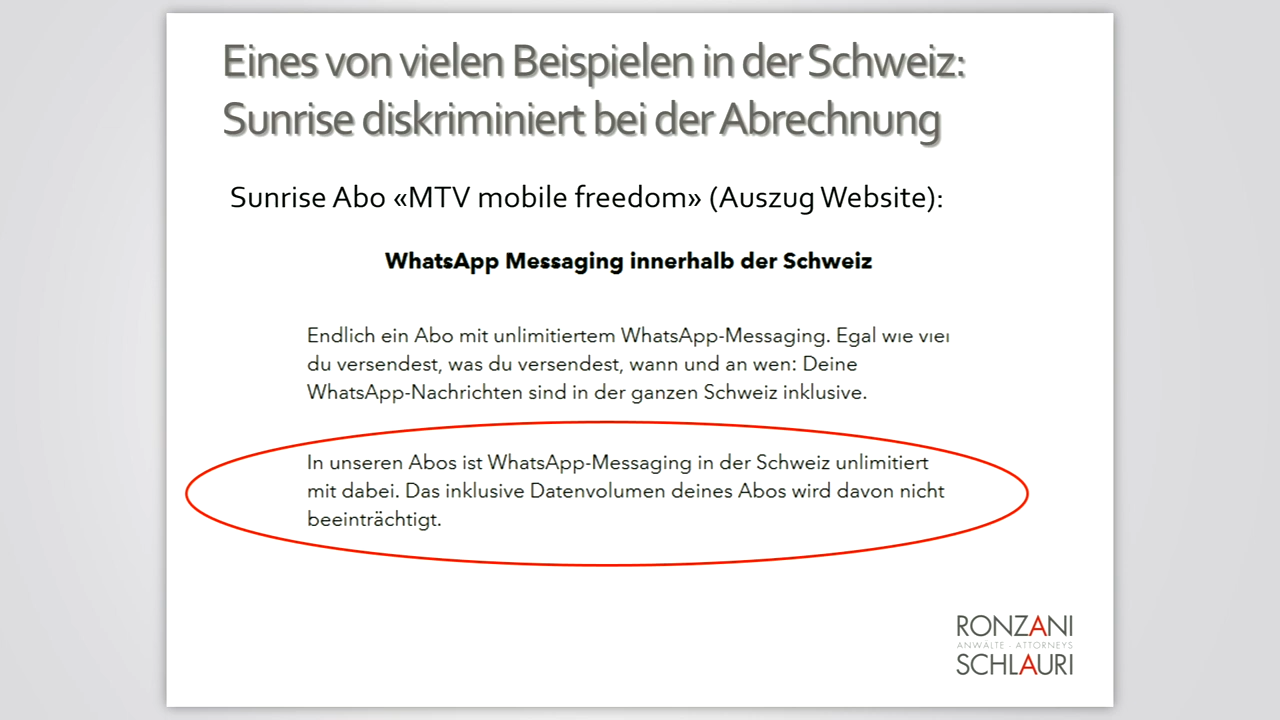 Eines von vielen Beispielen in der Schweiz:
Sunrise diskriminiert bei der Abrechnung
Sunrise Abo «MTV mobile freedom» (Auszug Website):
WhatsApp Messaging innerhalb der Schweiz
Endlich ein Abo mit unlimitiertem WhatsApp-Messaging. Egal wie viel
du versendest, was du versendest, wann und an wen: Deine
WhatsApp-Nachrichten sind in der ganzen Schweiz inklusive.
In unseren Abos ist WhatsApp-Messaging in der Schweiz unlimitiert
mit dabei. Das inklusive Datenvolumen deines Abos wird davon nicht
beeinträchtigt.
RONZANI
ANWÄLTE - ATTORNEYS
SCHLAURI